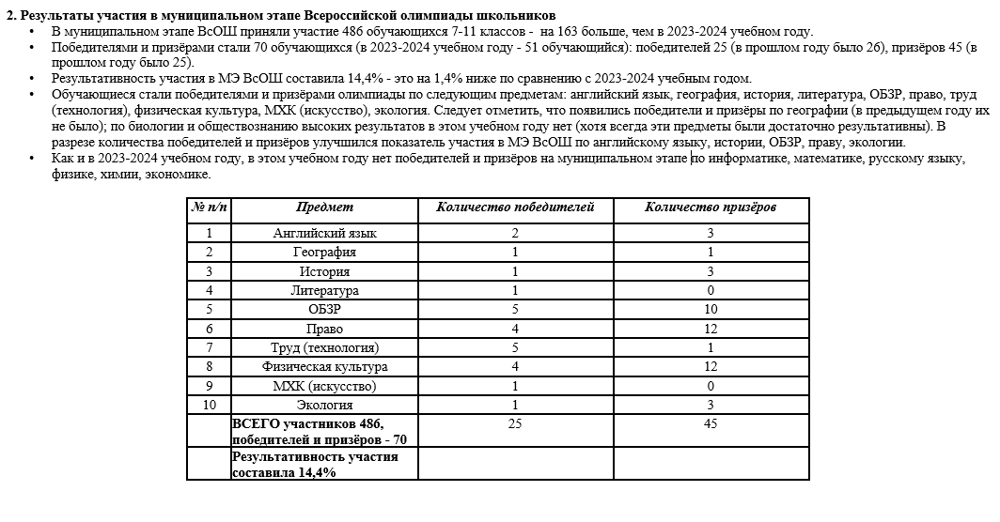 2. Результаты участия в муниципальном этапе Всероссийской олимпиады школьников
• В муниципальном этапе ВсОШ приняли участие 486 обучающихся 7-11 классов - на 163 больше, чем в 2023-2024 учебном году.
• Победителями и призёрами стали 70 обучающихся (в 2023-2024 учебном году - 51 обучающийся): победителей 25 (в прошлом году было 26), призёров 45 (в
прошлом году было 25).
• Результативность участия в МЭ ВсОШ составила 14,4% - это на 1,4% ниже по сравнению с 2023-2024 учебным годом.
• Обучающиеся стали победителями и призёрами олимпиады по следующим предметам: английский язык, география, история, литература, ОБЗР, право, труд
(технология), физическая культура, МХК (искусство), экология. Следует отметить, что появились победители и призёры по географии (в предыдущем году их
не было); по биологии и обществознанию высоких результатов в этом учебном году нет (хотя всегда эти предметы были достаточно результативны). В
разрезе количества победителей и призёров улучшился показатель участия в МЭ ВсОШ по английскому языку, истории, ОБЗР, праву, экологии.
• Как и в 2023-2024 учебном году, в этом учебном году нет победителей и призёров на муниципальном этапе по информатике, математике, русскому языку,
физике, химии, экономике.
№ п/п Предмет Количество победителей Количество призёров
1 Английский язык 2 3
2 География 1 1
3 История 1 3
4 Литература 1 0
5 ОБЗР 5 10
6 Право 4 12
7 Труд (технология) 5 1
8 Физическая культура 4 12
9 МХК (искусство) 1 0
10 Экология 1 3
ВСЕГО участников 486, 25 45
победителей и призёров - 70
Результативность участия
составила 14,4%